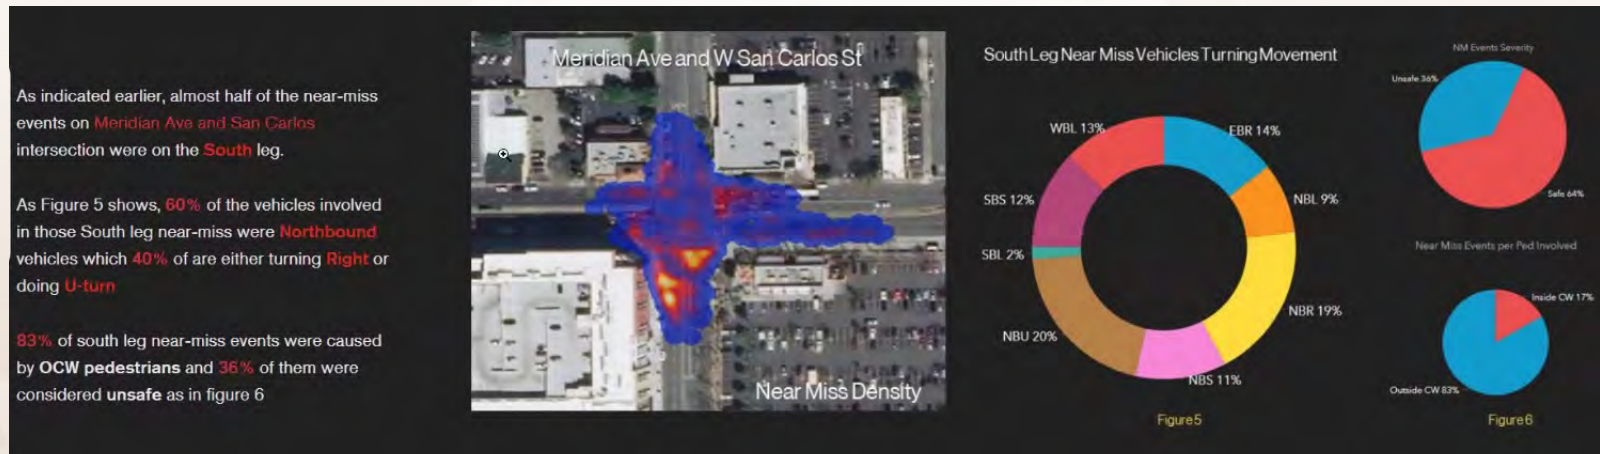 As indicated earlier, almost half of the near-miss
events on Meridian Ave and San Carlos
intersection were on the South leg.
As Figure 5 shows, 60% of the vehicles involved
in those South leg near-miss were Northbound
vehicles which 40% of are either turning Right or
doing U-turn
83% of south leg near-miss events were caused
by OCW pedestrians and 36% of them were
considered unsafe as in figure 6
Meridian Ave and W San Carlos St
Near Miss Density
South Leg Near Miss Vehicles Turning Movement
WBL 13%
EBR 14%
SBS 12%
NBL 9%
SBL 2%
NBR 19%
NBU 20%
NBS 11%
Figure 5
NM Events Severity
Unsafe 36%
Safe 64%
Near Miss Events per Ped Involved
Inside CW 17%
Outside CW 83%
Figure 6